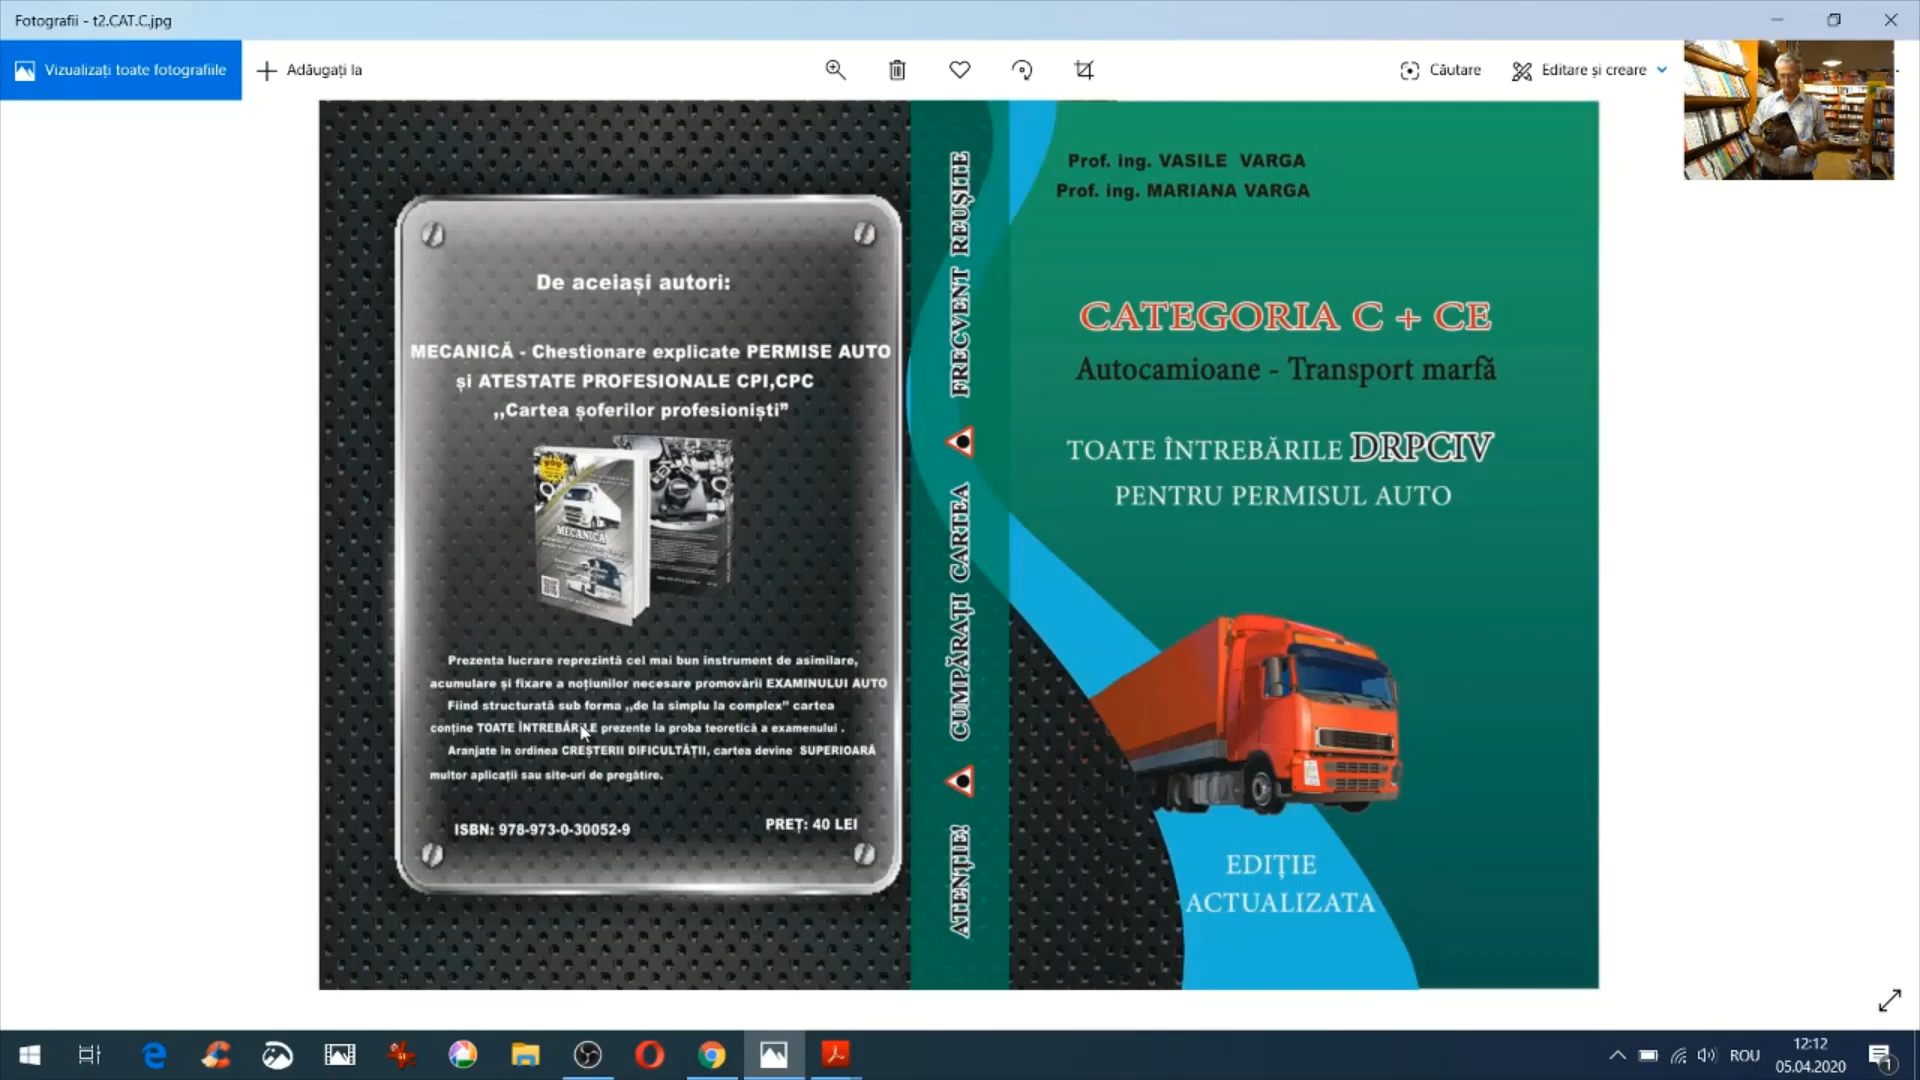 Fotografii - t2.CAT.C.jpg
Vizualizați toate fotografiile
Adăugați la
Căutare
Editare și creare
De aceiași autori:
MECANICĂ - Chestionare explicate PERMISE AUTO
și ATESTATE PROFESIONALE CPI,CPC
,,Cartea șoferilor profesioniști”
MECANICA
Prezenta lucrare reprezintă cel mai bun instrument de asimilare,
acumulare și fixare a noțiunilor necesare promovării EXAMINULUI AUTO
Fiind structurată sub forma ,,de la simplu la complex” cartea
conține TOATE ÎNTREBĂRILE prezente la proba teoretică a examenului .
Aranjate in ordinea CREȘTERII DIFICULTĂȚII, cartea devine SUPERIOARĂ
multor aplicații sau site-uri de pregătire.
ISBN: 978-973-0-30052-9
PREȚ: 40 LEI
ATENȚIE! CUMPĂRAȚI CARTEA FRECVENT REUȘITE
Prof. ing. VASILE VARGA
Prof. ing. MARIANA VARGA
CATEGORIA C + CE
Autocamioane - Transport marfă
TOATE ÎNTREBĂRILE DRPCIV
PENTRU PERMISUL AUTO
EDIȚIE
ACTUALIZATA
ROU
12:12
05.04.2020
1